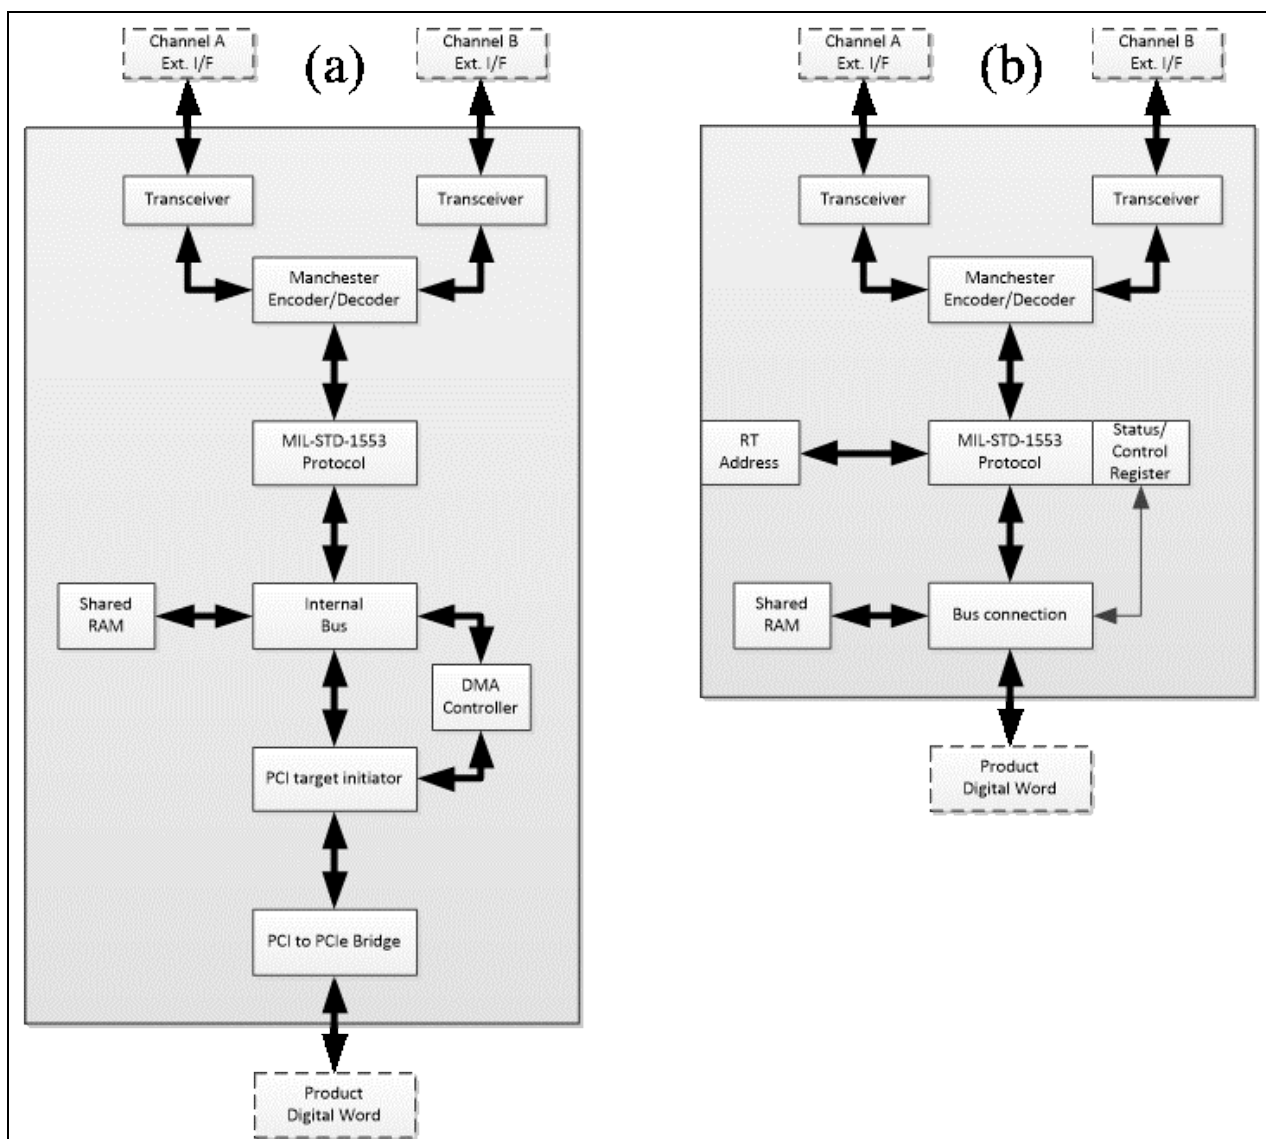 (a)
Channel A
Ext. I/F
Channel B
Ext. I/F
Transceiver
Transceiver
Manchester
Encoder/Decoder
MIL-STD-1553
Protocol
Shared
RAM
Internal
Bus
DMA
Controller
PCI target initiator
PCI to PCIe Bridge
Product
Digital Word
(b)
Channel A
Ext. I/F
Channel B
Ext. I/F
Transceiver
Transceiver
Manchester
Encoder/Decoder
RT
Address
MIL-STD-1553
Protocol
Status/
Control
Register
Shared
RAM
Bus connection
Product
Digital Word